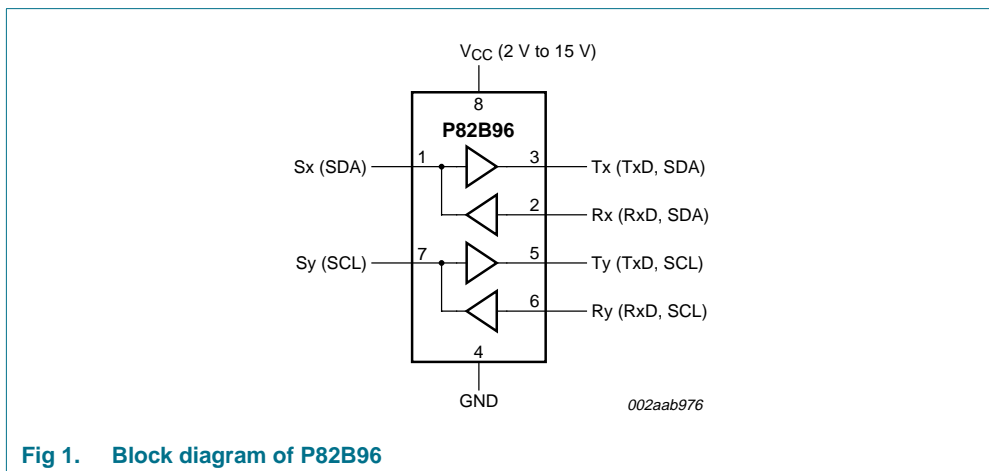 VCC (2 V to 15 V)
8
P82B96
Sx (SDA) 1 3 Tx (TxD, SDA)
2 Rx (RxD, SDA)
Sy (SCL) 7 5 Ty (TxD, SCL)
6 Ry (RxD, SCL)
4
GND
002aab976
Fig 1. Block diagram of P82B96